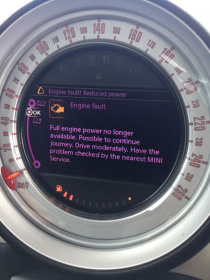 Engine fault! Reduced power
OK
Engine fault
Full engine power no longer
available. Possible to continue
journey. Drive moderately. Have the
problem checked by the nearest MINI
Service.
km/h